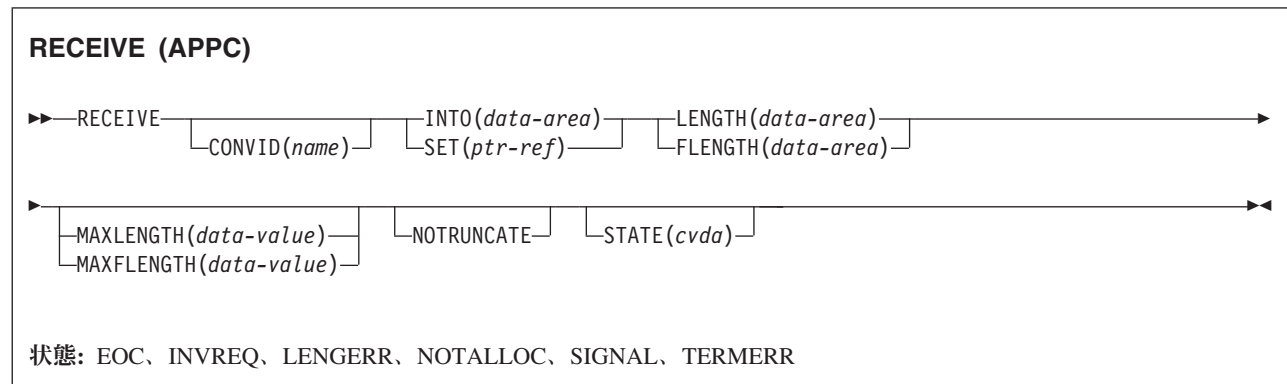 RECEIVE (APPC)
RECEIVE
CONVID(name)
INTO(data-area)
SET(ptr-ref)
LENGTH(data-area)
FLENGTH(data-area)
MAXLENGTH(data-value)
MAXFLENGTH(data-value)
NOTRUNCATE
STATE(cvda)
状態: EOC、INVREQ、LENGERR、NOTALLOC、SIGNAL、TERMERR